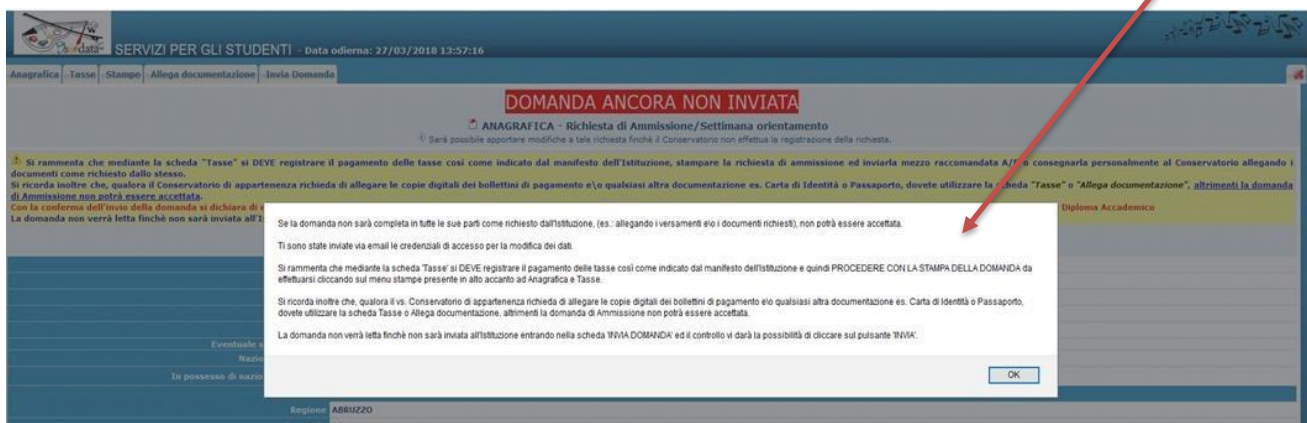 SERVIZI PER GLI STUDENTI - Data odierna: 27/03/2018 13:57:16
Anagrafica Tasse Stampe Allega documentazione Invia Domanda
DOMANDA ANCORA NON INVIATA
ANAGRAFICA - Richiesta di Ammissione/Settimana orientamento
Sarà possibile apportare modifiche a tale richiesta finchè il Conservatorio non effettua la registrazione della richiesta.
Si rammenta che mediante la scheda "Tasse" si DEVE registrare il pagamento delle tasse così come indicato dal manifesto dell'Istituzione, stampare la richiesta di ammissione ed inviarla mezzo raccomandata A/R o consegnarla personalmente al Conservatorio allegando i
documenti come richiesto dallo stesso.
Si ricorda inoltre che, qualora il Conservatorio di appartenenza richieda di allegare le copie digitali dei bollettini di pagamento e\o qualsiasi altra documentazione es. Carta di Identità o Passaporto, dovete utilizzare la scheda "Tasse" o "Allega documentazione", altrimenti la domanda
di Ammissione non potrà essere accettata.
Con la conferma dell'invio della domanda si dichiara di Diploma Accademico
La domanda non verrà letta finchè non sarà inviata
Se la domanda non sarà completa in tutte le sue parti come richiesto dall'Istituzione, (es.: allegando i versamenti e\o i documenti richiesti), non potrà essere accettata.
Ti sono state inviate via email le credenziali di accesso per la modifica dei dati.
Si rammenta che mediante la scheda 'Tasse' si DEVE registrare il pagamento delle tasse così come indicato dal manifesto dell'Istituzione e quindi PROCEDERE CON LA STAMPA DELLA DOMANDA da
effettuarsi cliccando sul menu stampe presente in alto accanto ad Anagrafica e Tasse.
Si ricorda inoltre che, qualora il vs. Conservatorio di appartenenza richieda di allegare le copie digitali dei bollettini di pagamento e\o qualsiasi altra documentazione es. Carta di Identità o Passaporto,
dovete utilizzare la scheda Tasse o Allega documentazione, altrimenti la domanda di Ammissione non potrà essere accettata.
La domanda non verrà letta finchè non sarà inviata all'Istituzione entrando nella scheda 'INVIA DOMANDA' ed il controllo vi darà la possibilità di cliccare sul pulsante 'INVIA'.
OK
Eventuale
In possesso di
Regione ABRUZZO